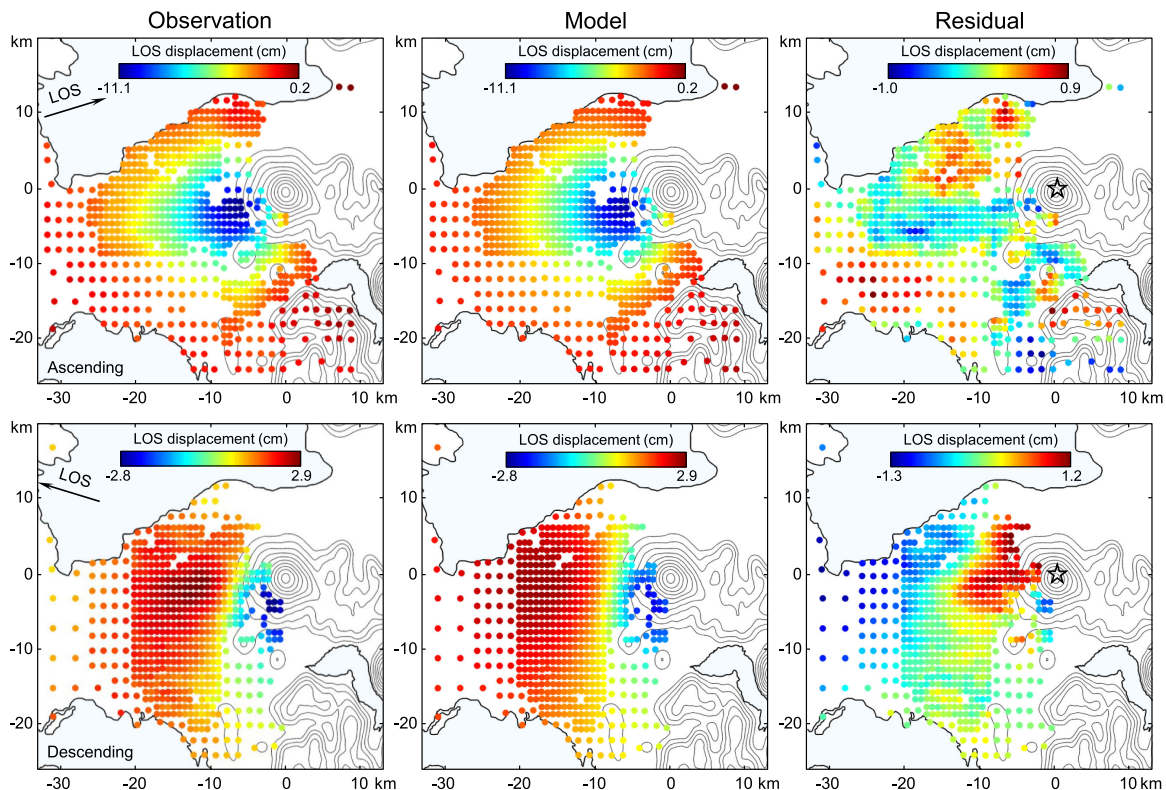 Observation Model Residual
km km km
LOS displacement (cm) LOS displacement (cm) LOS displacement (cm)
-11.1 0.2 -11.1 0.2 -1.0 0.9
LOS
10 10 10
0 0 0
-10 -10 -10
-20 -20 -20
Ascending
-30 -20 -10 0 10 km -30 -20 -10 0 10 km -30 -20 -10 0 10 km
km km km
LOS displacement (cm) LOS displacement (cm) LOS displacement (cm)
-2.8 2.9 -2.8 2.9 -1.3 1.2
LOS
10 10 10
0 0 0
-10 -10 -10
-20 -20 -20
Descending
-30 -20 -10 0 10 km -30 -20 -10 0 10 km -30 -20 -10 0 10 km